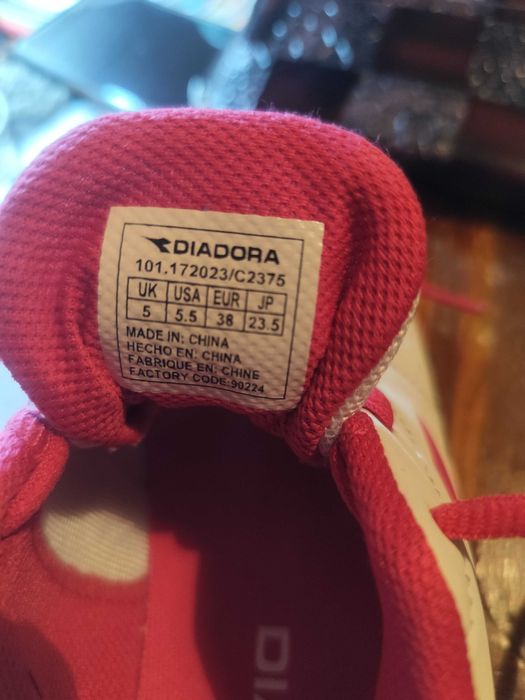 DIADORA
101.172023/C2375
UK USA EUR JP
5 5.5 38 23.5
MADE IN: CHINA
HECHO EN: CHINA
FABRIQUE EN: CHINE
FACTORY CODE:90224
DI